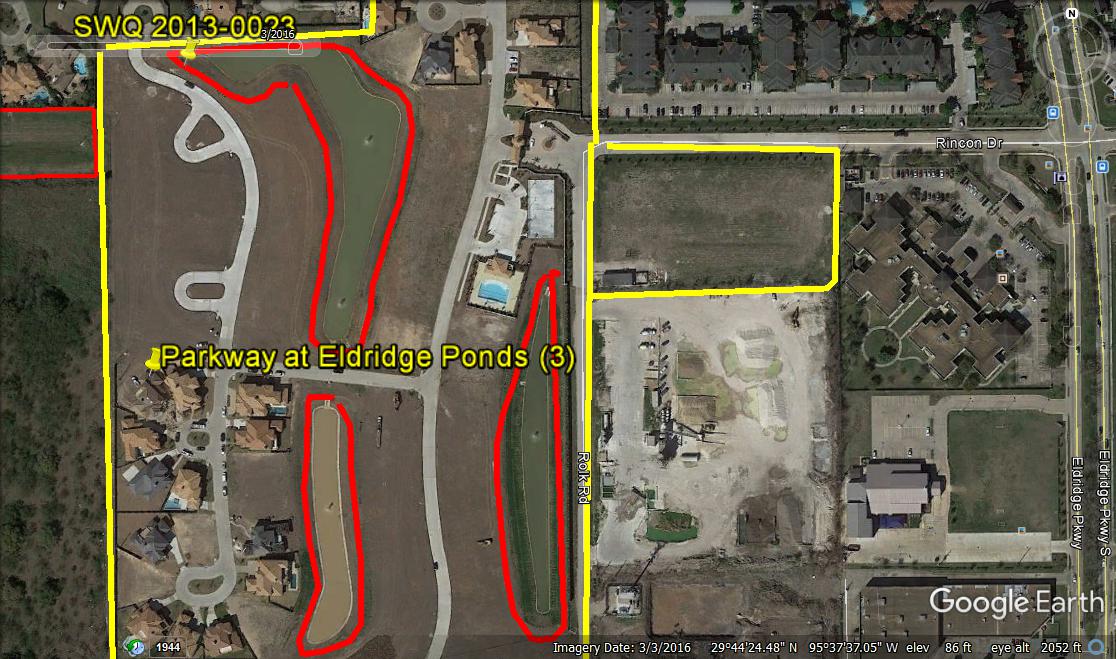 SWQ 2013-0023
3/2016
N
Rincon Dr
Parkway at Eldridge Ponds (3)
Rolk Rd
Eldridge Pkwy
Eldridge Pkwy S
Google Earth
1944
Imagery Date: 3/3/2016 29°44'24.48" N 95°37'37.05" W elev 86 ft eye alt 2052 ft